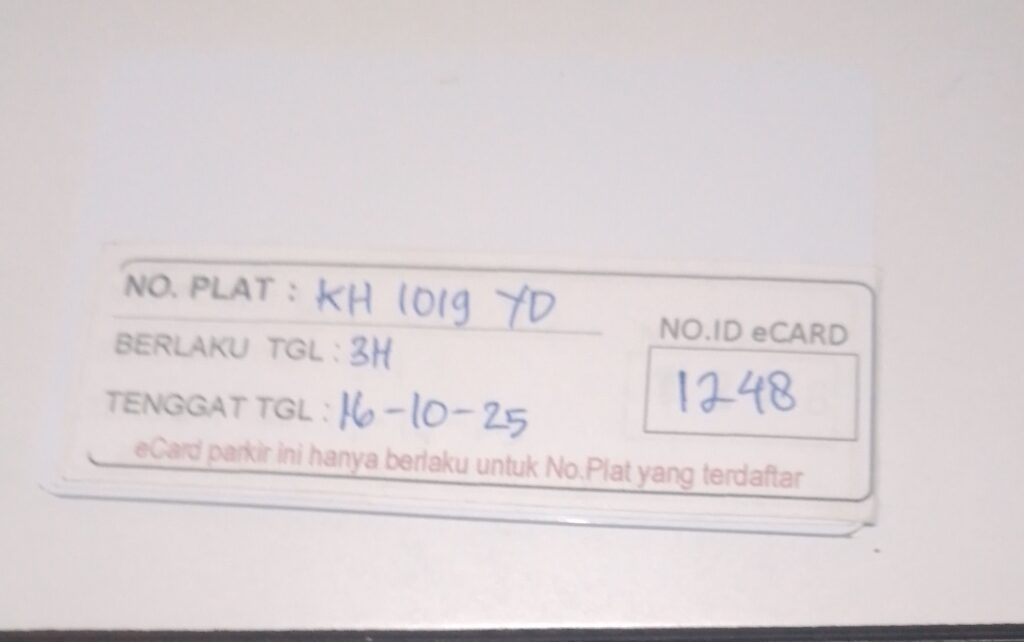 NO. PLAT : KH 1019 YD
BERLAKU TGL : 3H
TENGGAT TGL : 16-10-25
NO.ID eCARD
1248
eCard parkir ini hanya berlaku untuk No.Plat yang terdaftar